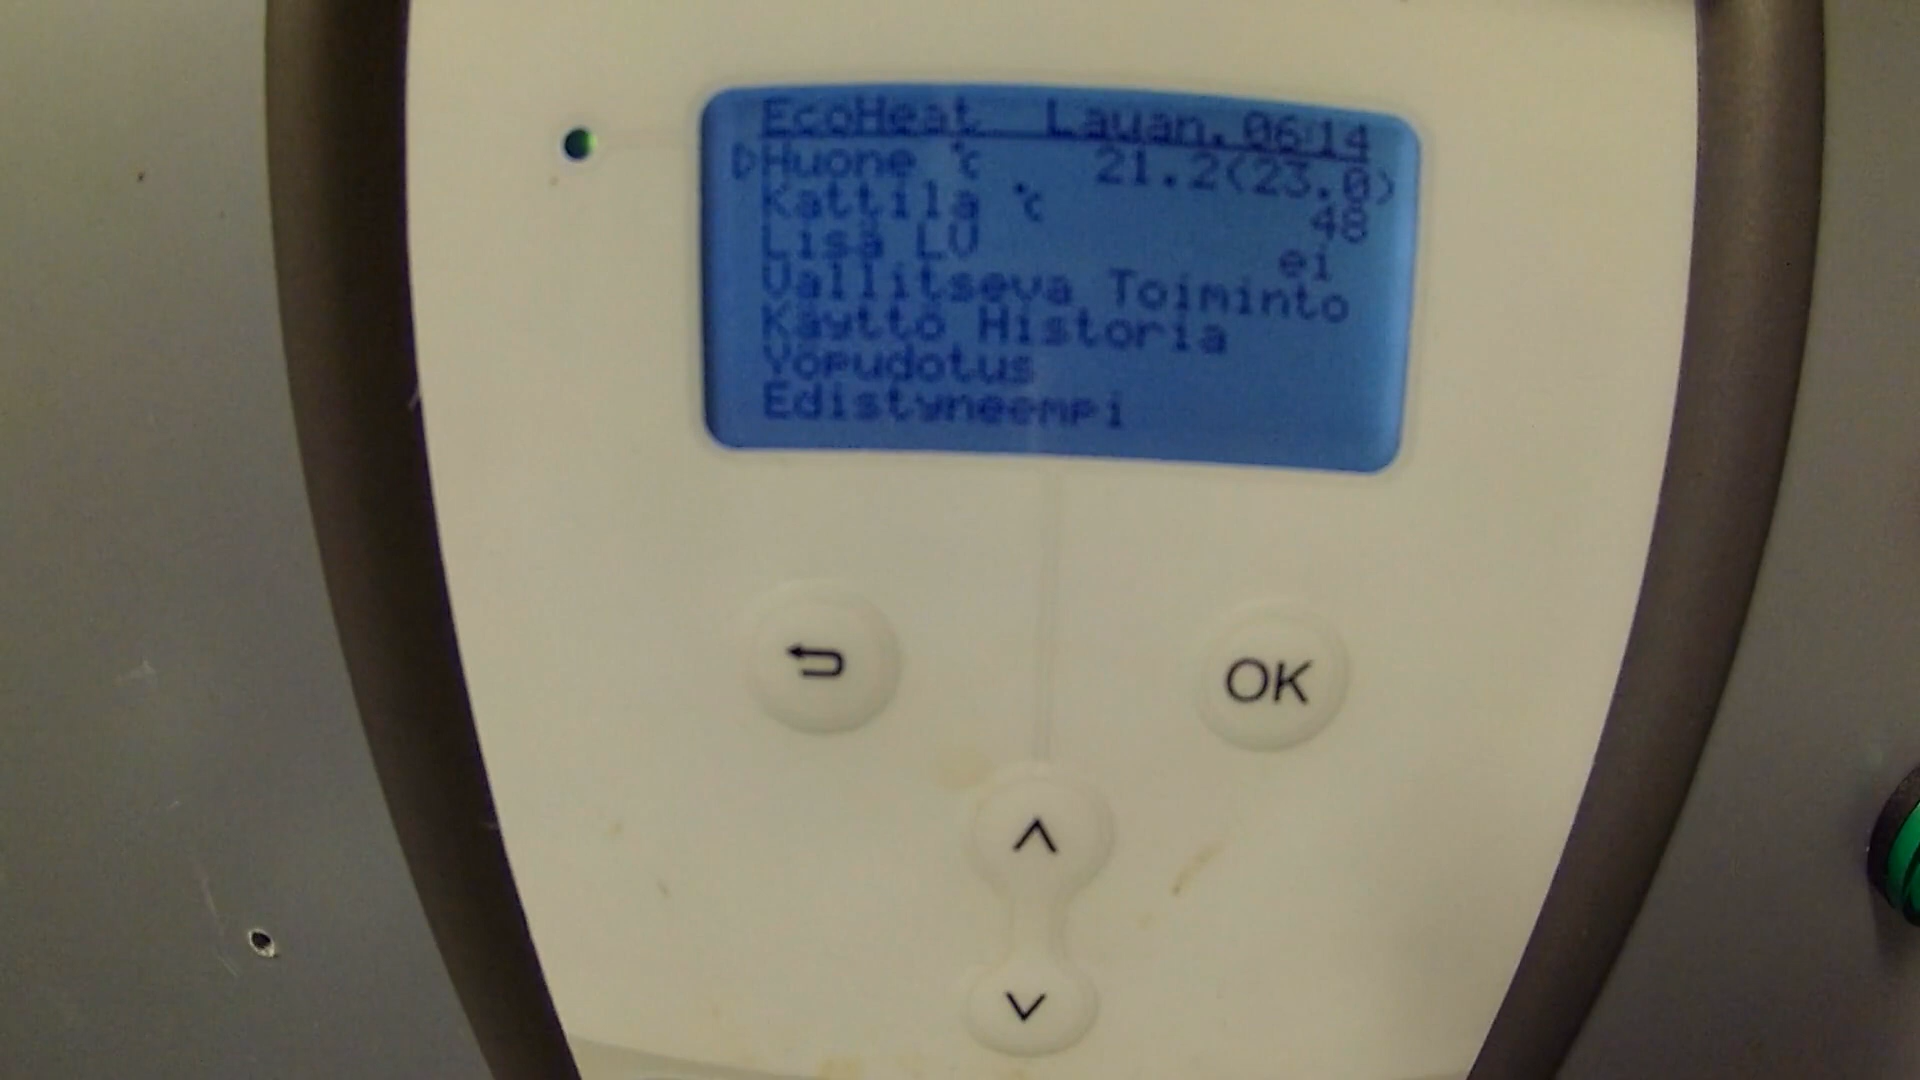 EcoHeat Lauan. 06:14
Huone °c 21.2(23.0)
Kattila °c 48
Lisä LV ei
Vallitseva Toiminto
Käyttö Historia
Yöpudotus
Edistyneempi
OK